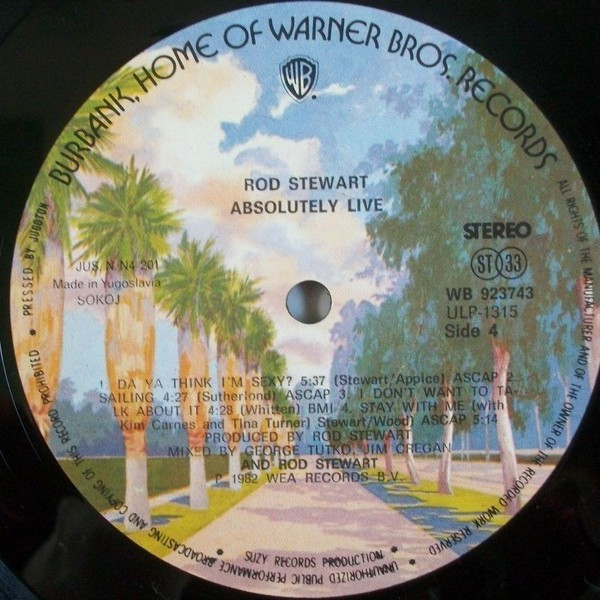 BURBANK, HOME OF WARNER BROS. RECORDS
WB
ROD STEWART
ABSOLUTELY LIVE
JUS. N N4 201
Made in Yugoslavia
SOKOJ
STEREO
ST 33
WB 923743
ULP-1315
Side 4
1. DA YA THINK I'M SEXY? 5:37 (Stewart/Appice) ASCAP 2.
SAILING 4:27 (Sutherland) ASCAP 3. I DON'T WANT TO TA-
LK ABOUT IT 4:28 (Whitten) BMI 4. STAY WITH ME (with
Kim Carnes and Tina Turner) Stewart/Wood) ASCAP 5:14
PRODUCED BY ROD STEWART
MIXED BY GEORGE TUTKO, JIM CREGAN
AND ROD STEWART
P 1982 WEA RECORDS B.V.
ALL RIGHTS OF THE MANUFACTURER AND OF THE OWNER OF THE RECORDED WORK RESERVED • UNAUTHORIZED PUBLIC PERFORMANCE BROADCASTING AND COPYING OF THIS RECORD PROHIBITED • PRESSED BY JUGOTON
• SUZY RECORDS PRODUCTION •